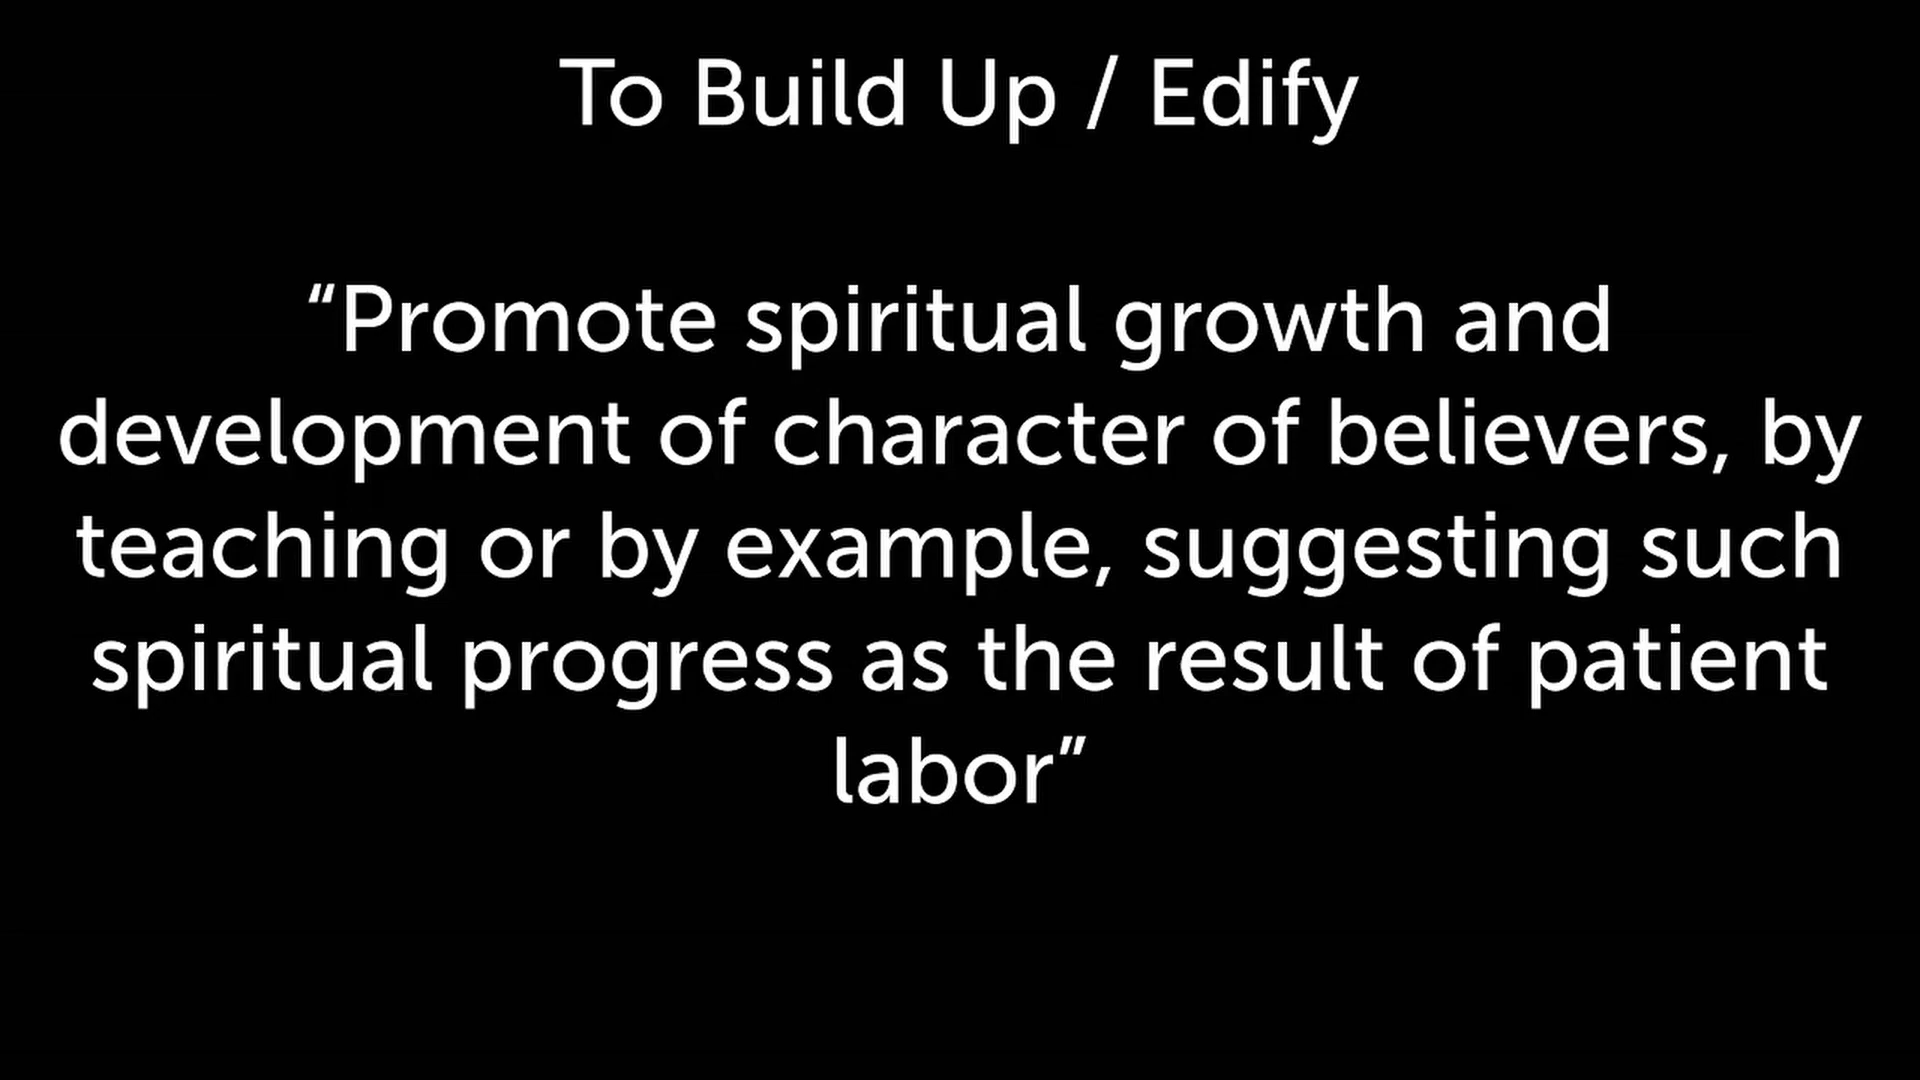 To Build Up / Edify
“Promote spiritual growth and
development of character of believers, by
teaching or by example, suggesting such
spiritual progress as the result of patient
labor”